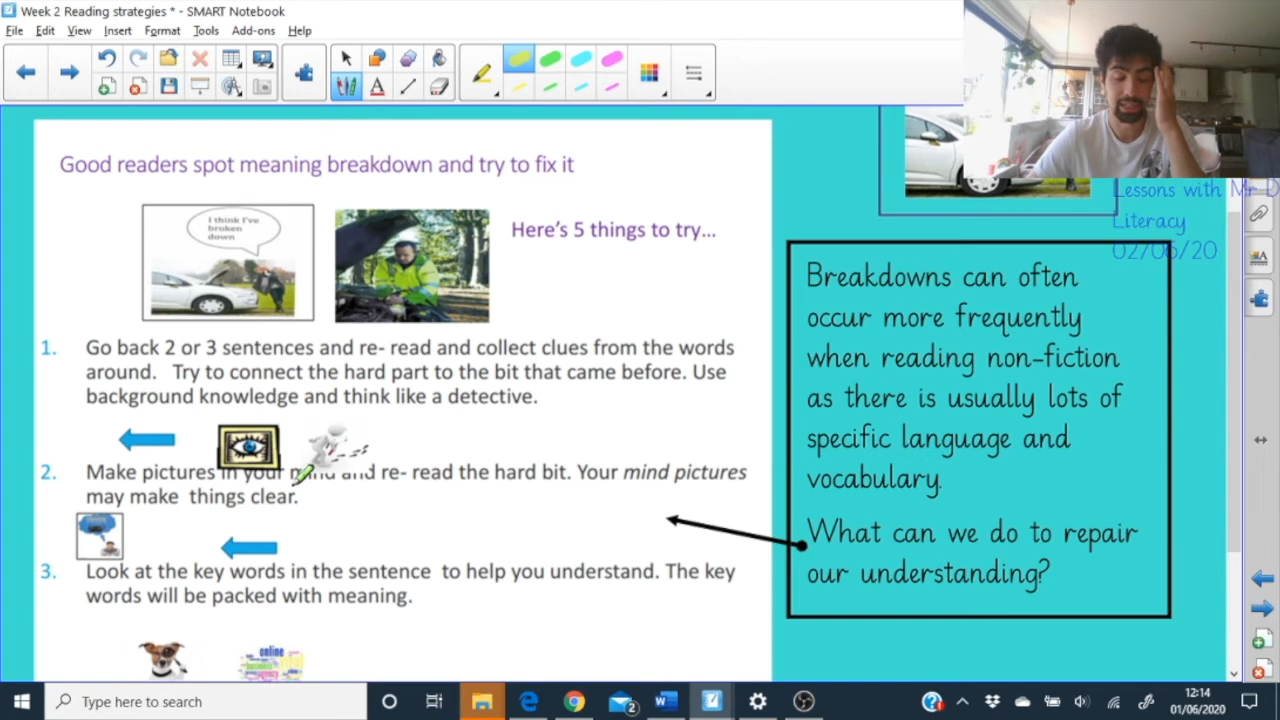 Week 2 Reading strategies * - SMART Notebook
File Edit View Insert Format Tools Add-ons Help
Good readers spot meaning breakdown and try to fix it
I think I've
broken
down
Here's 5 things to try...
1. Go back 2 or 3 sentences and re- read and collect clues from the words
around. Try to connect the hard part to the bit that came before. Use
background knowledge and think like a detective.
2. Make pictures in your mind and re- read the hard bit. Your mind pictures
may make things clear.
3. Look at the key words in the sentence to help you understand. The key
words will be packed with meaning.
online
agency
Lessons with Mr D
Literacy
02/06/20
Breakdowns can often
occur more frequently
when reading non-fiction
as there is usually lots of
specific language and
vocabulary.
What can we do to repair
our understanding?
Type here to search
2
12:14
01/06/2020